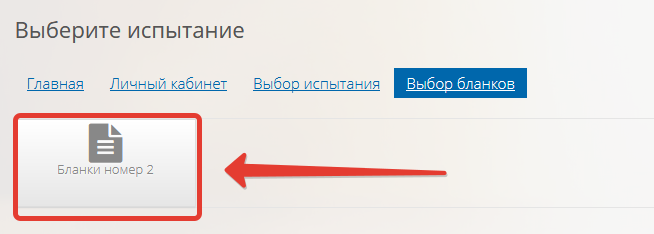 Выберите испытание
Главная Личный кабинет Выбор испытания Выбор бланков
Бланки номер 2